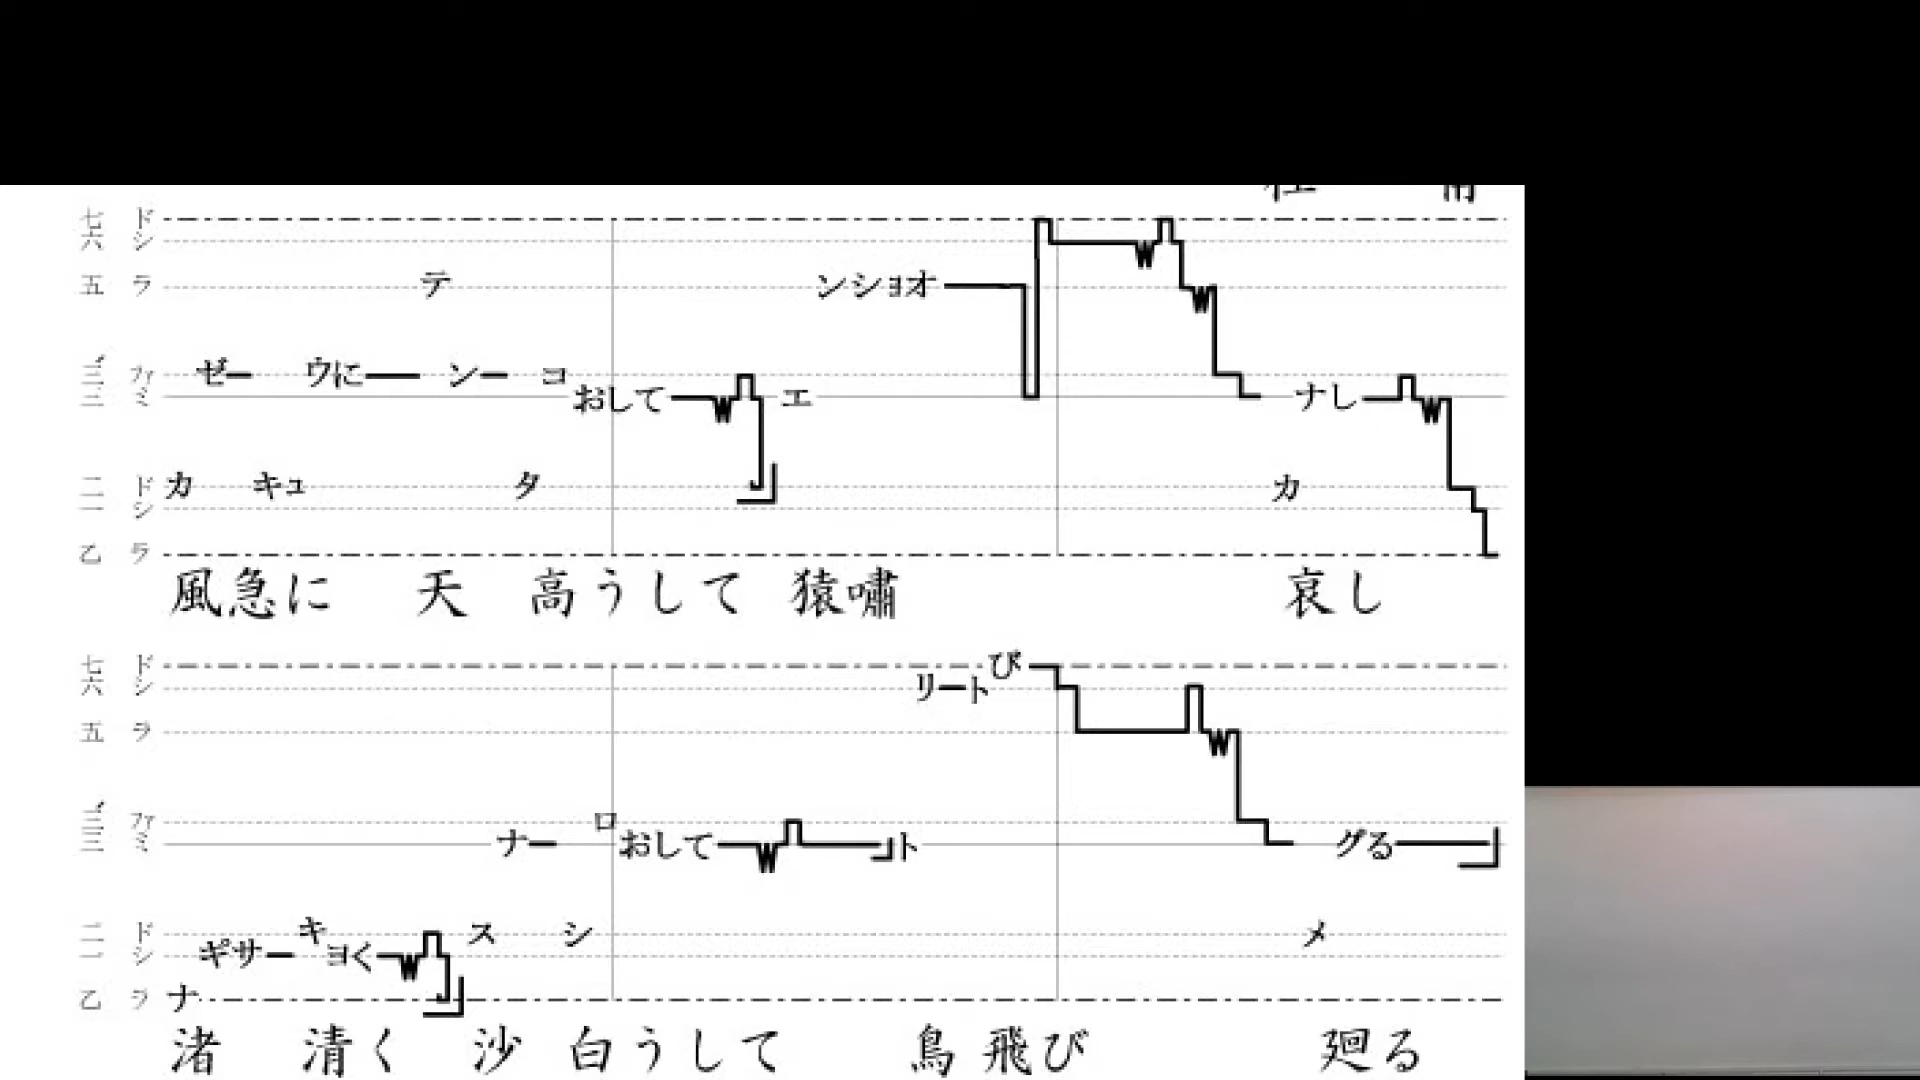 七 ド
六 シ
五 ラ テ ンショオ
三 ファ ゼー ウにー ンー コ
三 ミ おして エ ナし
二 ド カ キュ タ カ
一 シ
乙 ラ
風急に 天 高うして 猿嘯 哀し
七 ド び
六 シ リート
五 ラ
三 ファ ロ
三 ミ ナー おして ト グる
二 ド キ ス シ メ
一 シ ギサー ヨく
乙 ラ ナ
渚 清く 沙 白うして 鳥飛び 廻る